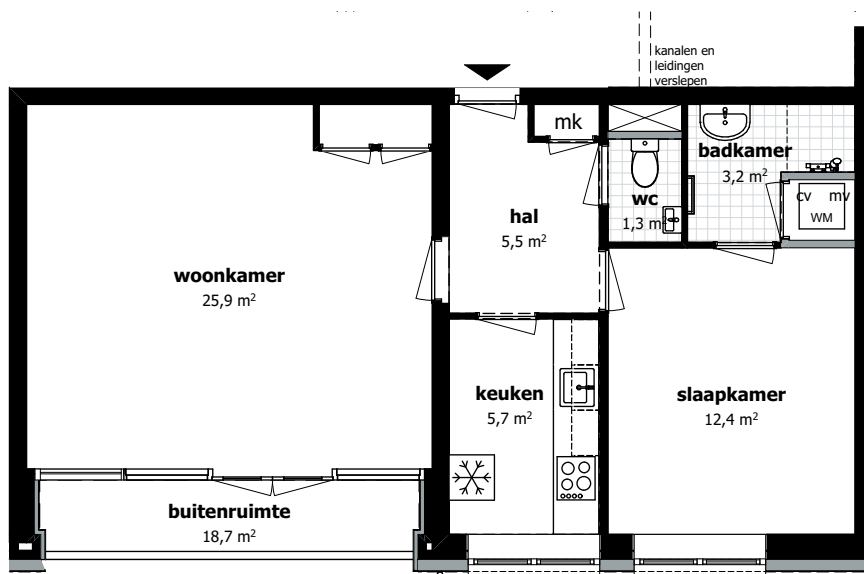 kanalen en
leidingen
verslepen
mk
badkamer
3,2 m²
wc
1,3 m²
cv mv
WM
hal
5,5 m²
woonkamer
25,9 m²
keuken
5,7 m²
slaapkamer
12,4 m²
buitenruimte
18,7 m²